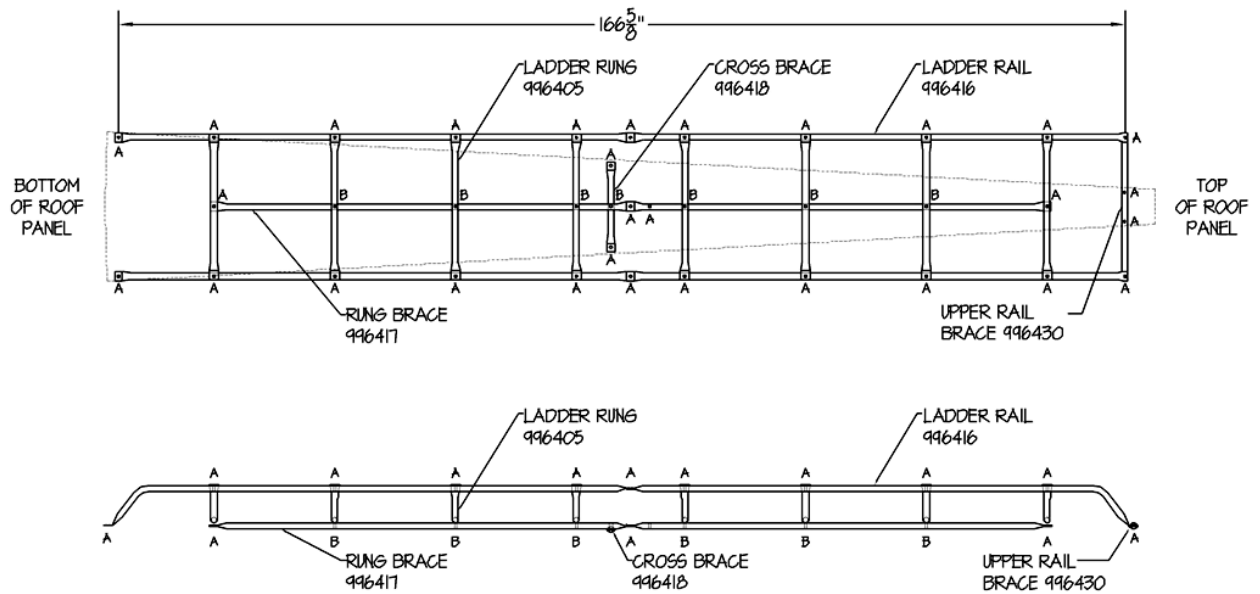 166 5/8"
LADDER RUNG
996405
CROSS BRACE
996418
LADDER RAIL
996416
A A A A A A A A A
A A
A
BOTTOM
OF ROOF
PANEL
A B B B B B B B A A
A A A
TOP
OF ROOF
PANEL
A
A A A A A A A A A A A
RUNG BRACE
996417
UPPER RAIL
BRACE 996430
LADDER RUNG
996405
LADDER RAIL
996416
A A A A A A A A A
A A B B B A B B B A A
RUNG BRACE
996417
CROSS BRACE
996418
UPPER RAIL
BRACE 996430